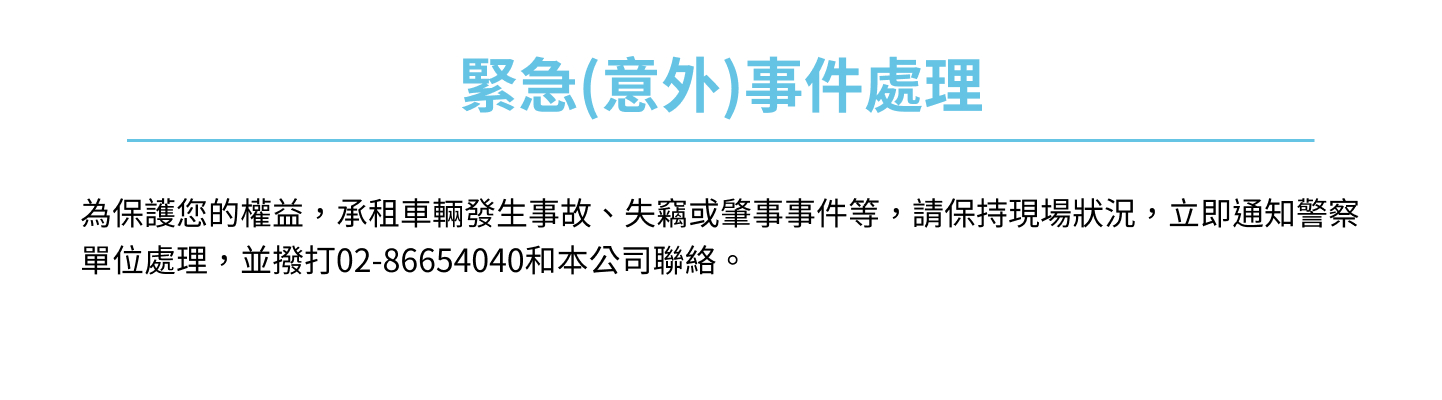 緊急(意外)事件處理
為保護您的權益，承租車輛發生事故、失竊或肇事事件等，請保持現場狀況，立即通知警察
單位處理，並撥打02-86654040和本公司聯絡。